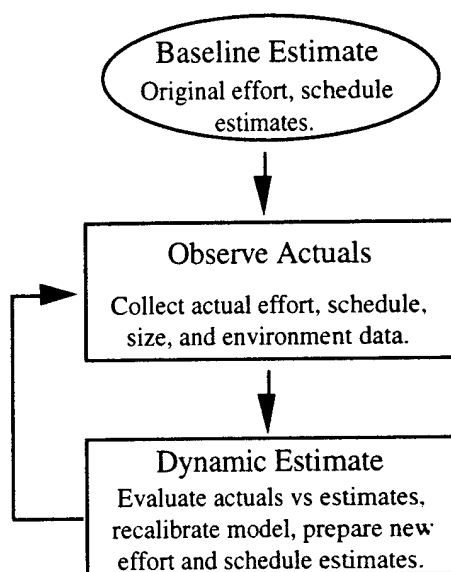 Baseline Estimate
Original effort, schedule
estimates.
Observe Actuals
Collect actual effort, schedule,
size, and environment data.
Dynamic Estimate
Evaluate actuals vs estimates,
recalibrate model, prepare new
effort and schedule estimates.